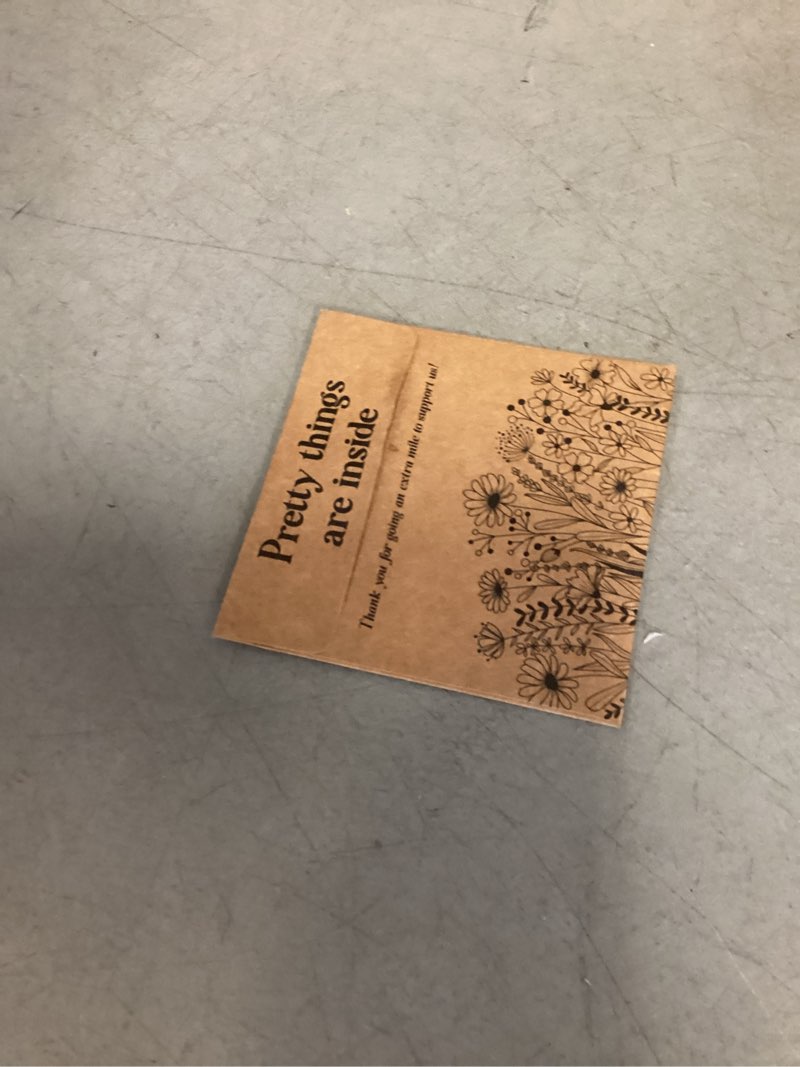 Pretty things
are inside
Thank you for going an extra mile to support us!